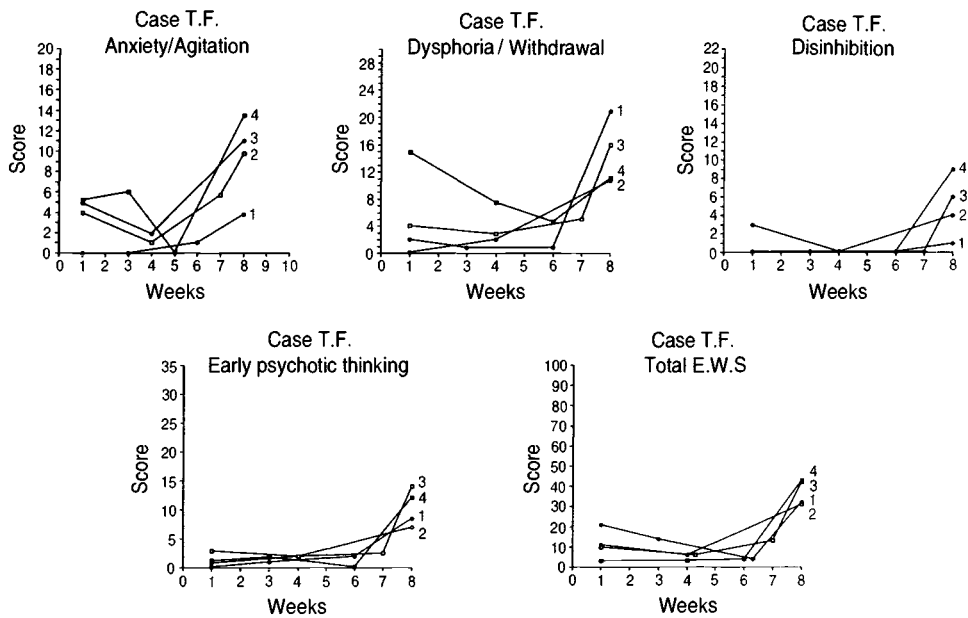 Case T.F.
Anxiety/Agitation
20
18
16
14
12
10
8
6
4
2
0
Score
4
3
2
1
0 1 2 3 4 5 6 7 8 9 10
Weeks
Case T.F.
Dysphoria / Withdrawal
28
24
20
16
12
8
4
0
Score
1
3
4
2
0 1 2 3 4 5 6 7 8
Weeks
Case T.F.
Disinhibition
22
20
18
16
14
12
10
8
6
4
2
0
Score
4
3
2
1
0 1 2 3 4 5 6 7 8
Weeks
Case T.F.
Early psychotic thinking
35
30
25
20
15
10
5
0
Score
3
4
1
2
0 1 2 3 4 5 6 7 8
Weeks
Case T.F.
Total E.W.S
100
90
80
70
60
50
40
30
20
10
0
Score
4
3
1
2
0 1 2 3 4 5 6 7 8
Weeks